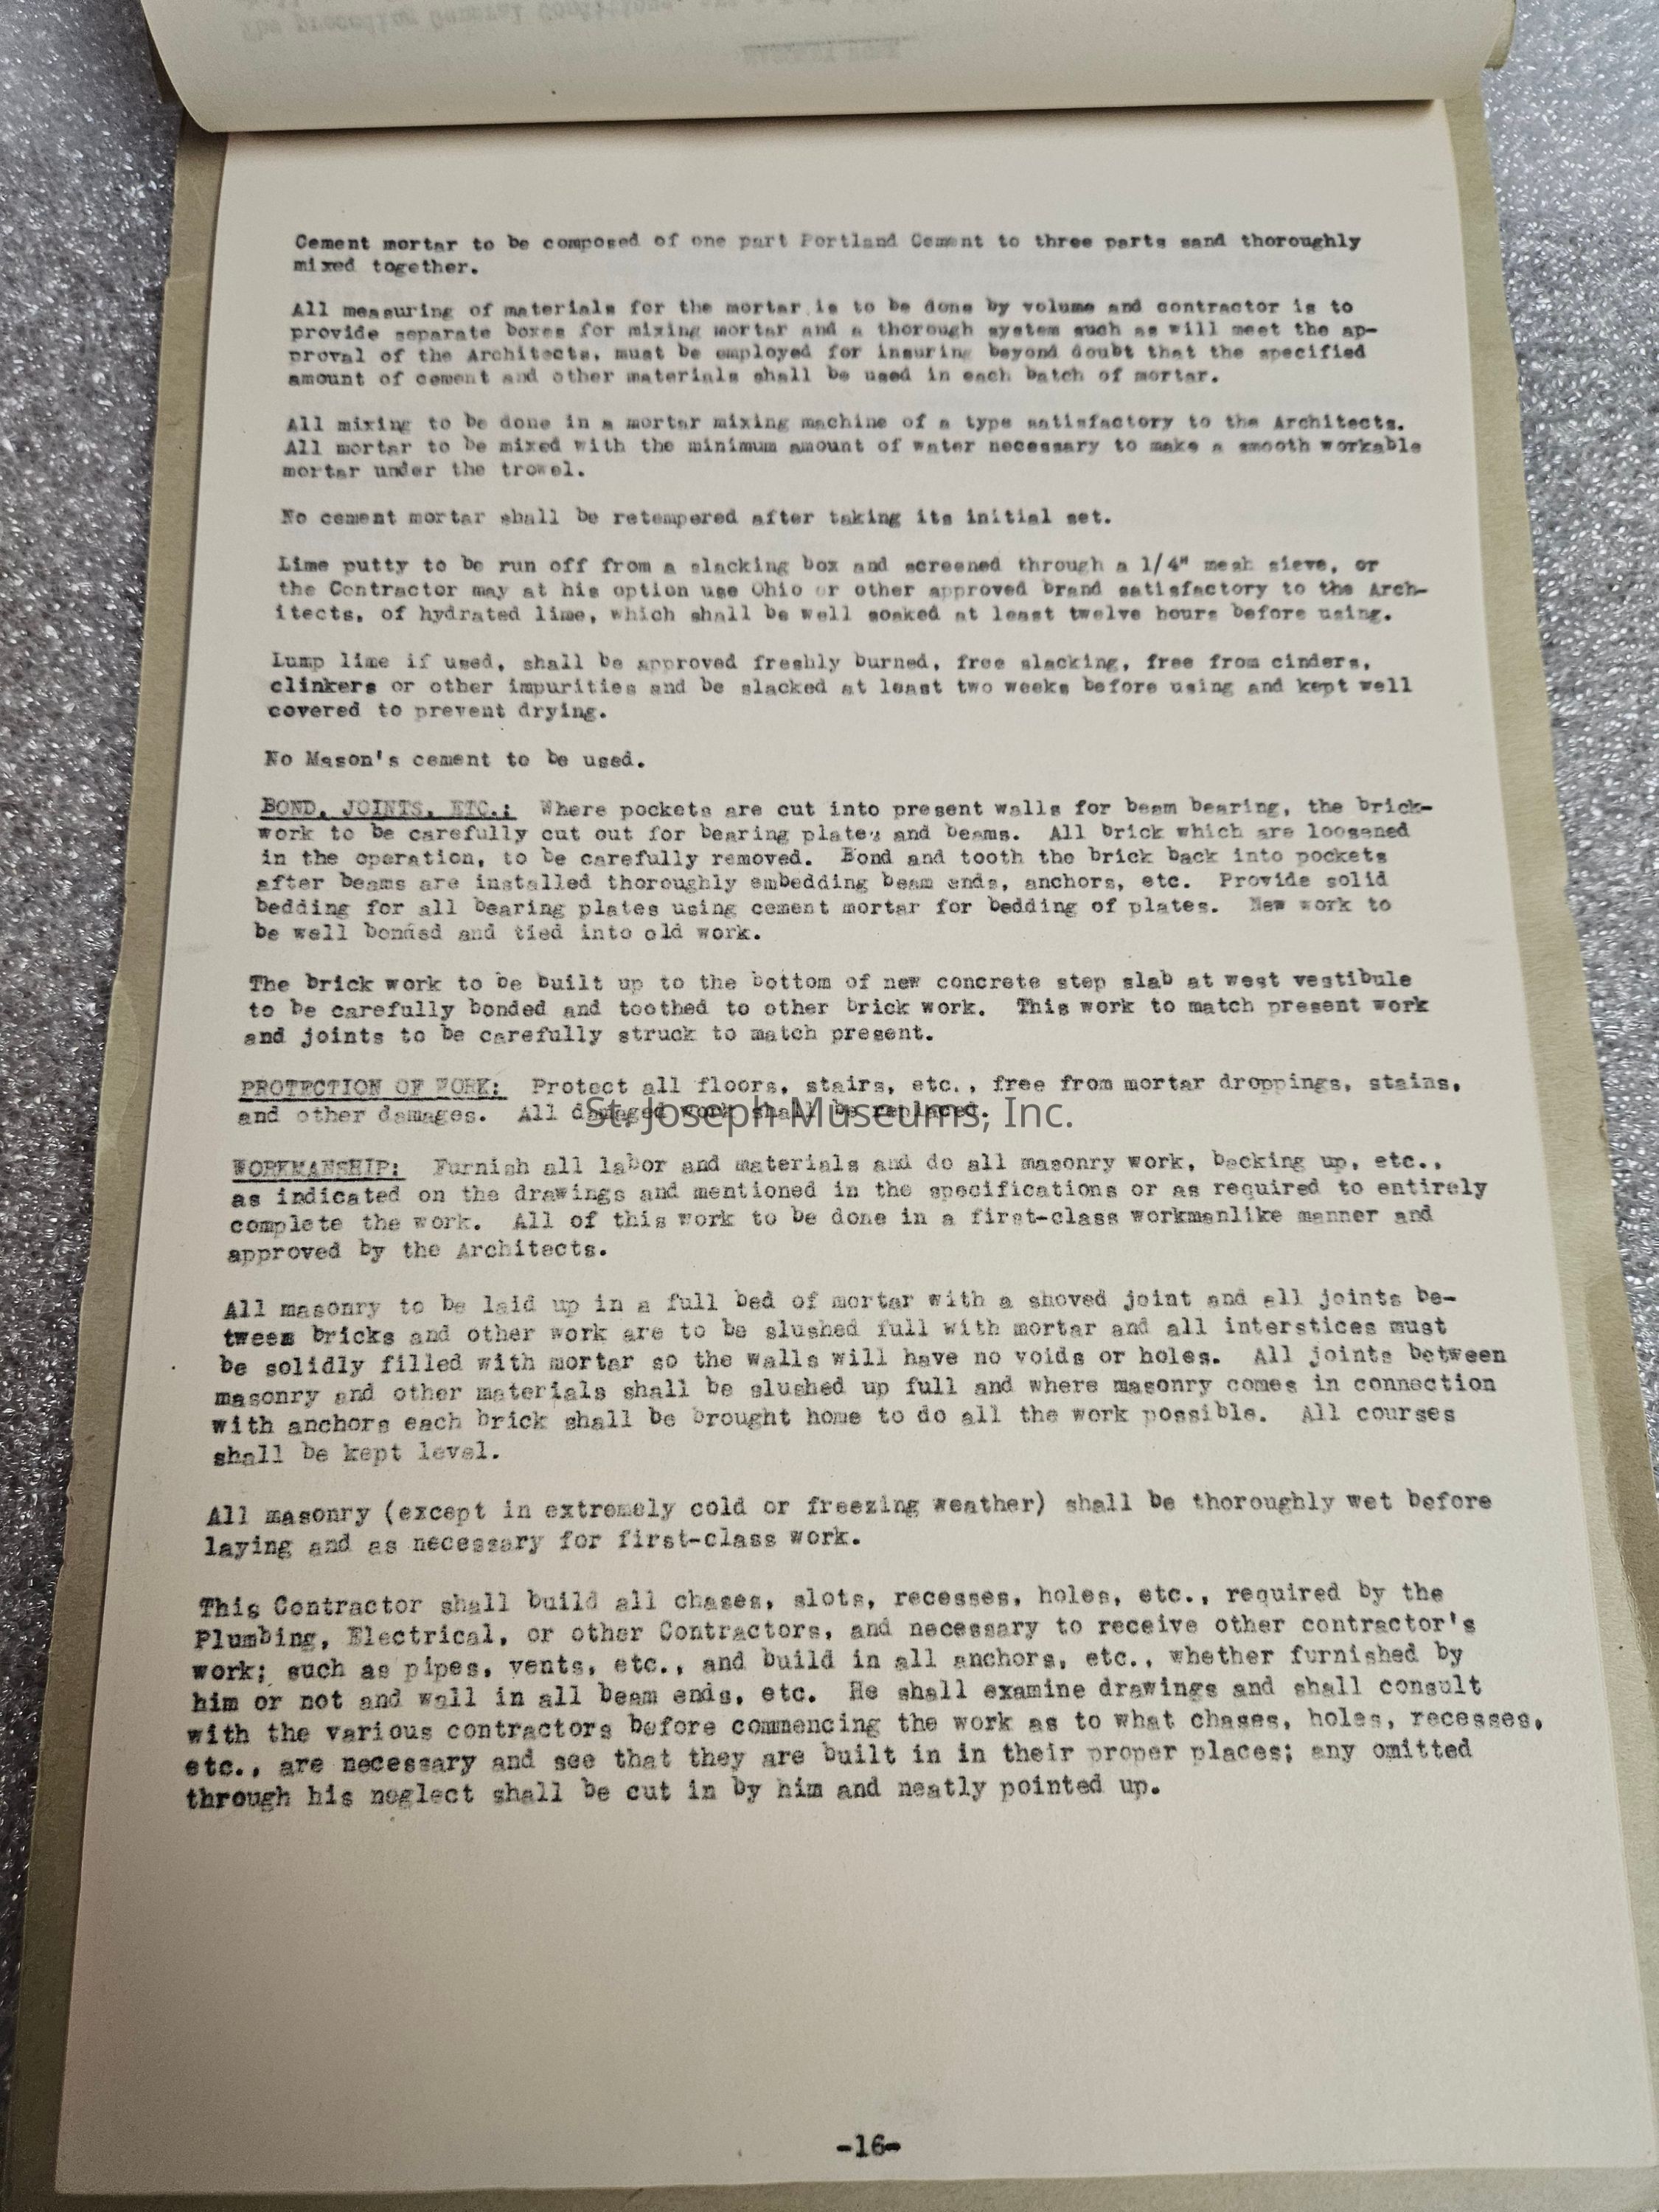 Cement mortar to be composed of one part Portland Cement to three parts sand thoroughly
mixed together.
All measuring of materials for the mortar is to be done by volume and contractor is to
provide separate boxes for mixing mortar and a thorough system such as will meet the ap-
proval of the Architects, must be employed for insuring beyond doubt that the specified
amount of cement and other materials shall be used in each batch of mortar.
All mixing to be done in a mortar mixing machine of a type satisfactory to the Architects.
All mortar to be mixed with the minimum amount of water necessary to make a smooth workable
mortar under the trowel.
No cement mortar shall be retempered after taking its initial set.
Lime putty to be run off from a slacking box and screened through a 1/4" mesh sieve, or
the Contractor may at his option use Ohio or other approved brand satisfactory to the Arch-
itects, of hydrated lime, which shall be well soaked at least twelve hours before using.
Lump lime if used, shall be approved freshly burned, free slacking, free from cinders,
clinkers or other impurities and be slacked at least two weeks before using and kept well
covered to prevent drying.
No Mason's cement to be used.
BOND, JOINTS, ETC.: Where pockets are cut into present walls for beam bearing, the brick-
work to be carefully cut out for bearing plates and beams. All brick which are loosened
in the operation, to be carefully removed. Bond and tooth the brick back into pockets
after beams are installed thoroughly embedding beam ends, anchors, etc. Provide solid
bedding for all bearing plates using cement mortar for bedding of plates. New work to
be well bonded and tied into old work.
The brick work to be built up to the bottom of new concrete step slab at west vestibule
to be carefully bonded and toothed to other brick work. This work to match present work
and joints to be carefully struck to match present.
PROTECTION OF WORK: Protect all floors, stairs, etc., free from mortar droppings, stains,
and other damages. All damaged work shall be replaced.
St. Joseph Museums, Inc.
WORKMANSHIP: Furnish all labor and materials and do all masonry work, backing up, etc.,
as indicated on the drawings and mentioned in the specifications or as required to entirely
complete the work. All of this work to be done in a first-class workmanlike manner and
approved by the Architects.
All masonry to be laid up in a full bed of mortar with a shoved joint and all joints be-
tween bricks and other work are to be slushed full with mortar and all interstices must
be solidly filled with mortar so the walls will have no voids or holes. All joints between
masonry and other materials shall be slushed up full and where masonry comes in connection
with anchors each brick shall be brought home to do all the work possible. All courses
shall be kept level.
All masonry (except in extremely cold or freezing weather) shall be thoroughly wet before
laying and as necessary for first-class work.
This Contractor shall build all chases, slots, recesses, holes, etc., required by the
Plumbing, Electrical, or other Contractors, and necessary to receive other contractor's
work; such as pipes, vents, etc., and build in all anchors, etc., whether furnished by
him or not and wall in all beam ends, etc. He shall examine drawings and shall consult
with the various contractors before commencing the work as to what chases, holes, recesses,
etc., are necessary and see that they are built in in their proper places; any omitted
through his neglect shall be cut in by him and neatly pointed up.
-16-